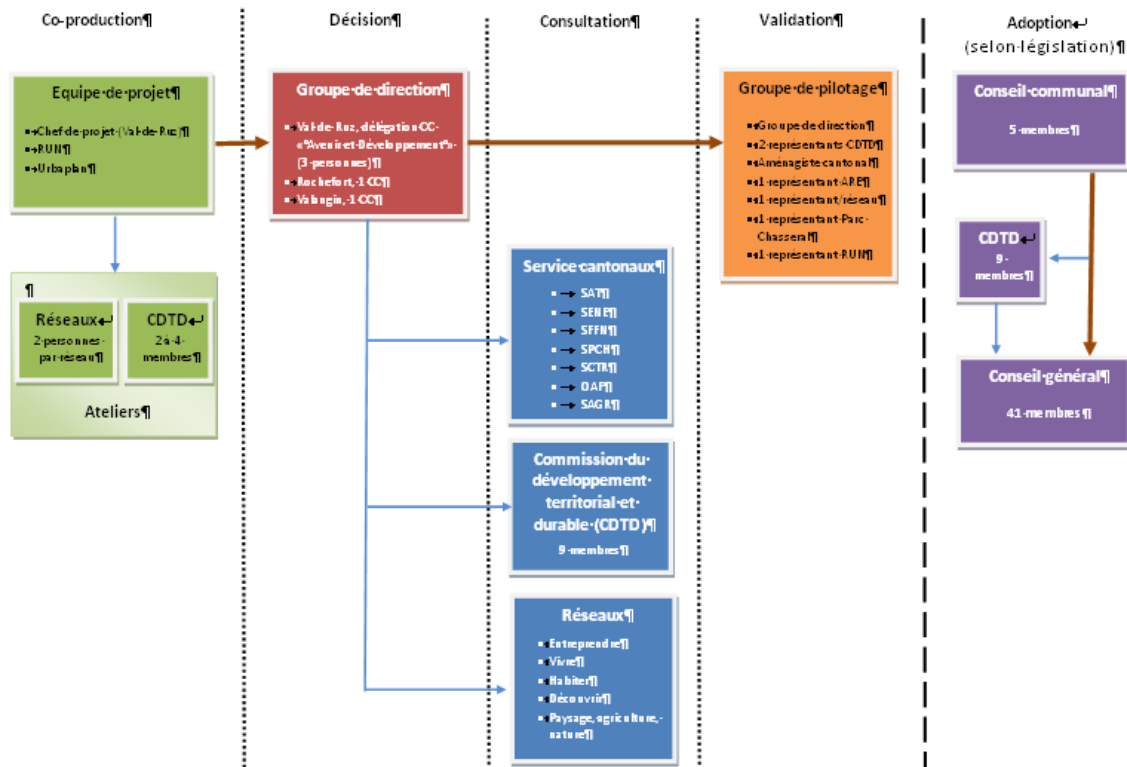 Co-production¶
Décision¶
Consultation¶
Validation¶
Adoption↵
(selon·législation)¶
Equipe·de·projet¶
Chef·de·projet·(Val·de·Ruz)¶
RUN¶
Urbaplan¶
¶
Réseaux↵
2·personnes·
par·réseau¶
CDTD↵
2·à·4·
membres¶
Ateliers¶
Groupe·de·direction¶
Val-de-Ruz,·délégation·CC·
«"Avenir·et·Développement"»·
(3·personnes)¶
Rochefort,·1·CC¶
Valangin,·1·CC¶
Service·cantonaux¶
SAT¶
SENE¶
SFFN¶
SPCH¶
SCTR¶
OAF¶
SAGR¶
Commission·du·
développement·
territorial·et·
durable·(CDTD)¶
9·membres¶
Réseaux¶
Entreprendre¶
Vivre¶
Habiter¶
Découvrir¶
Paysage,·agriculture,·
nature¶
Groupe·de·pilotage¶
Groupe·de·direction¶
2·représentants·CDTD¶
Aménagiste·cantonal¶
1·représentant·ARE¶
1·représentant/réseau¶
1·représentant·Parc·
Chasseral¶
1·représentant·RUN¶
Conseil·communal¶
5·membres¶
CDTD↵
9·
membres¶
Conseil·général¶
41·membres·¶